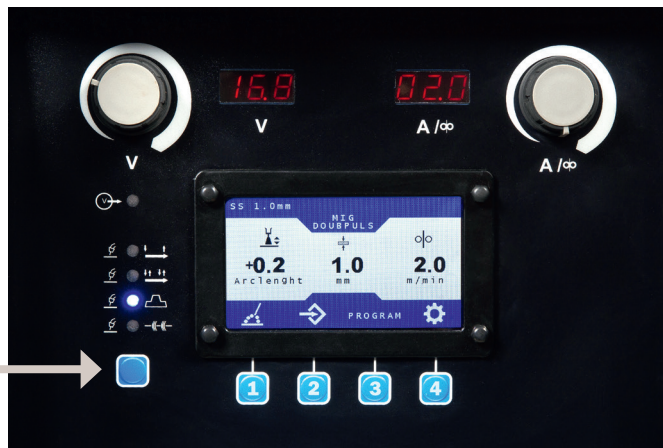 16.8
02.0
V
A /
V
A /
V
SS 1.0mm
MIG
DOUBPULS
+0.2
1.0
2.0
Arclenght
mm
m/min
PROGRAM
1
2
3
4